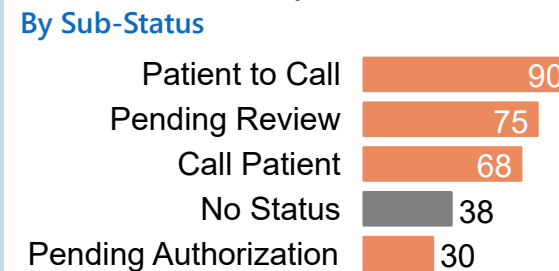 By Sub-Status
Patient to Call 90
Pending Review 75
Call Patient 68
No Status 38
Pending Authorization 30